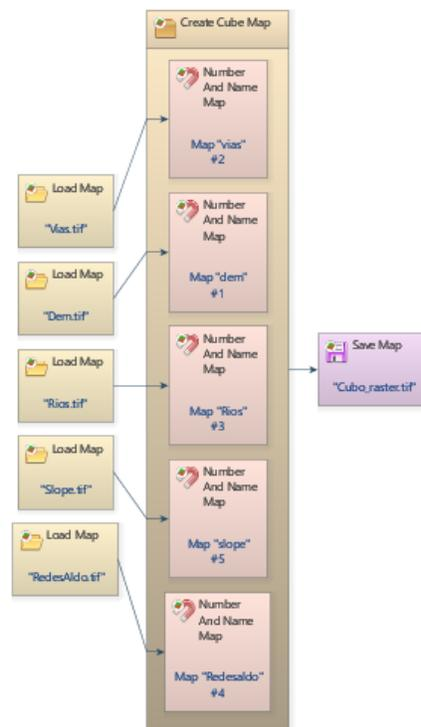 Create Cube Map
Number
And Name
Map
Map "vias"
#2
Load Map
"Vias.tif"
Number
And Name
Map
Map "dem"
#1
Load Map
"Dem.tif"
Number
And Name
Map
Map "Rios"
#3
Load Map
"Rios.tif"
Save Map
"Cubo_raster.tif"
Number
And Name
Map
Map "slope"
#5
Load Map
"Slope.tif"
Number
And Name
Map
Map "Redesaldo"
#4
Load Map
"RedesAldo.tif"